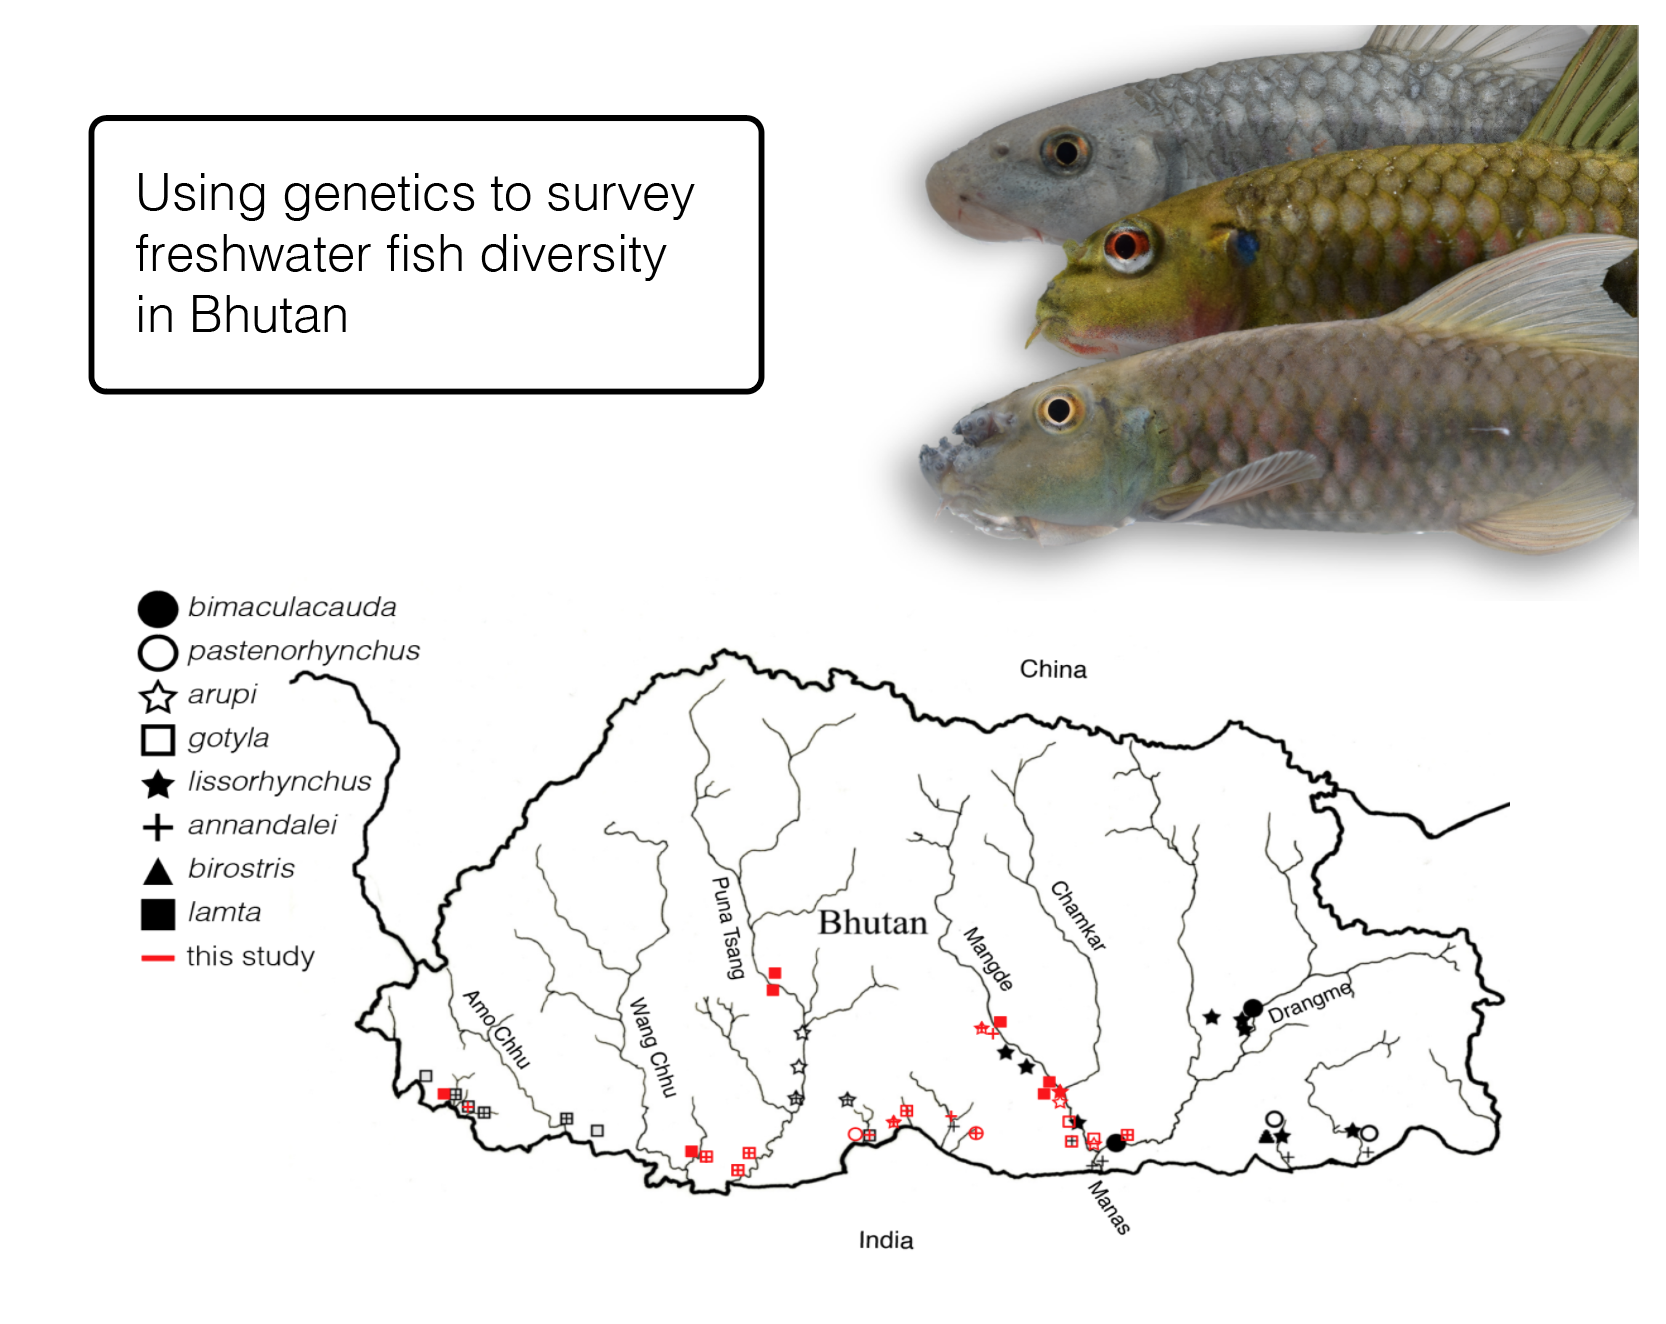 Using genetics to survey
freshwater fish diversity
in Bhutan
bimaculacauda
pastenorhynchus
arupi
gotyla
lissorhynchus
annandalei
birostris
lamta
this study
China
Bhutan
Puna Tsang
Mangde
Chamkar
Drangme
Amo Chhu
Wang Chhu
Manas
India